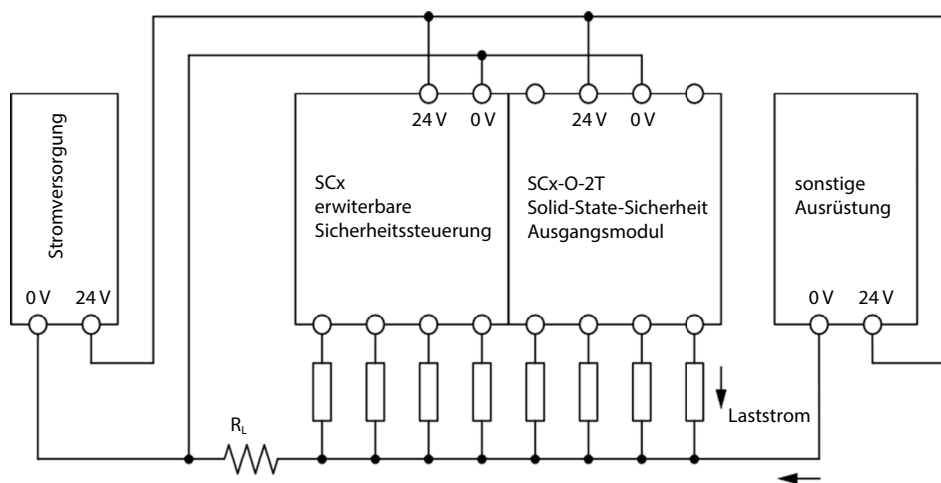 24 V 0 V 24 V 0 V
Stromversorgung
SCx
erwiterbare
Sicherheitssteuerung
SCx-O-2T
Solid-State-Sicherheit
Ausgangsmodul
sonstige
Ausrüstung
0 V 24 V
0 V 24 V
Laststrom
RL